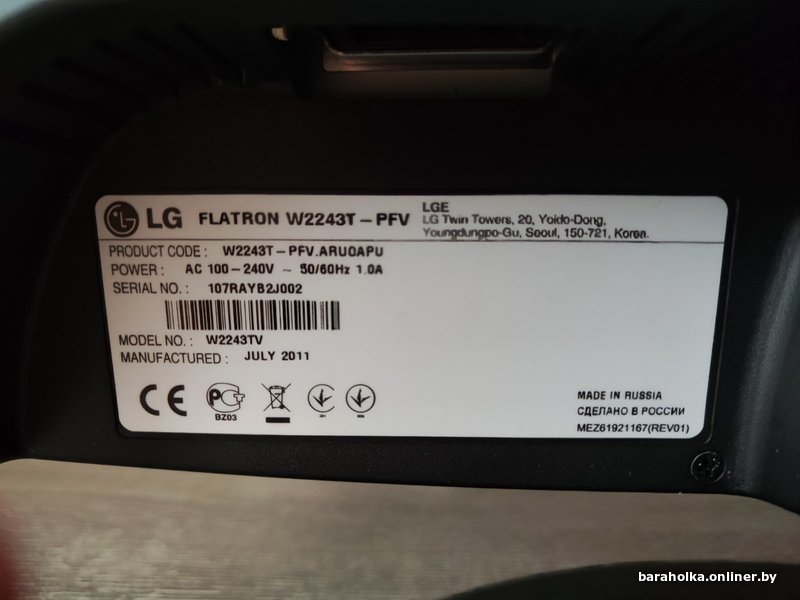 LG FLATRON W2243T-PFV
LGE
LG Twin Towers, 20, Yoido-Dong,
Youngdungpo-Gu, Seoul, 150-721, Korea.
PRODUCT CODE : W2243T-PFV.ARUOAPU
POWER : AC 100-240V ~ 50/60Hz 1.0A
SERIAL NO. : 107RAYB2J002
MODEL NO. : W2243TV
MANUFACTURED : JULY 2011
CE
BZ03
MADE IN RUSSIA
СДЕЛАНО В РОССИИ
MEZ61921167(REV01)
baraholka.onliner.by